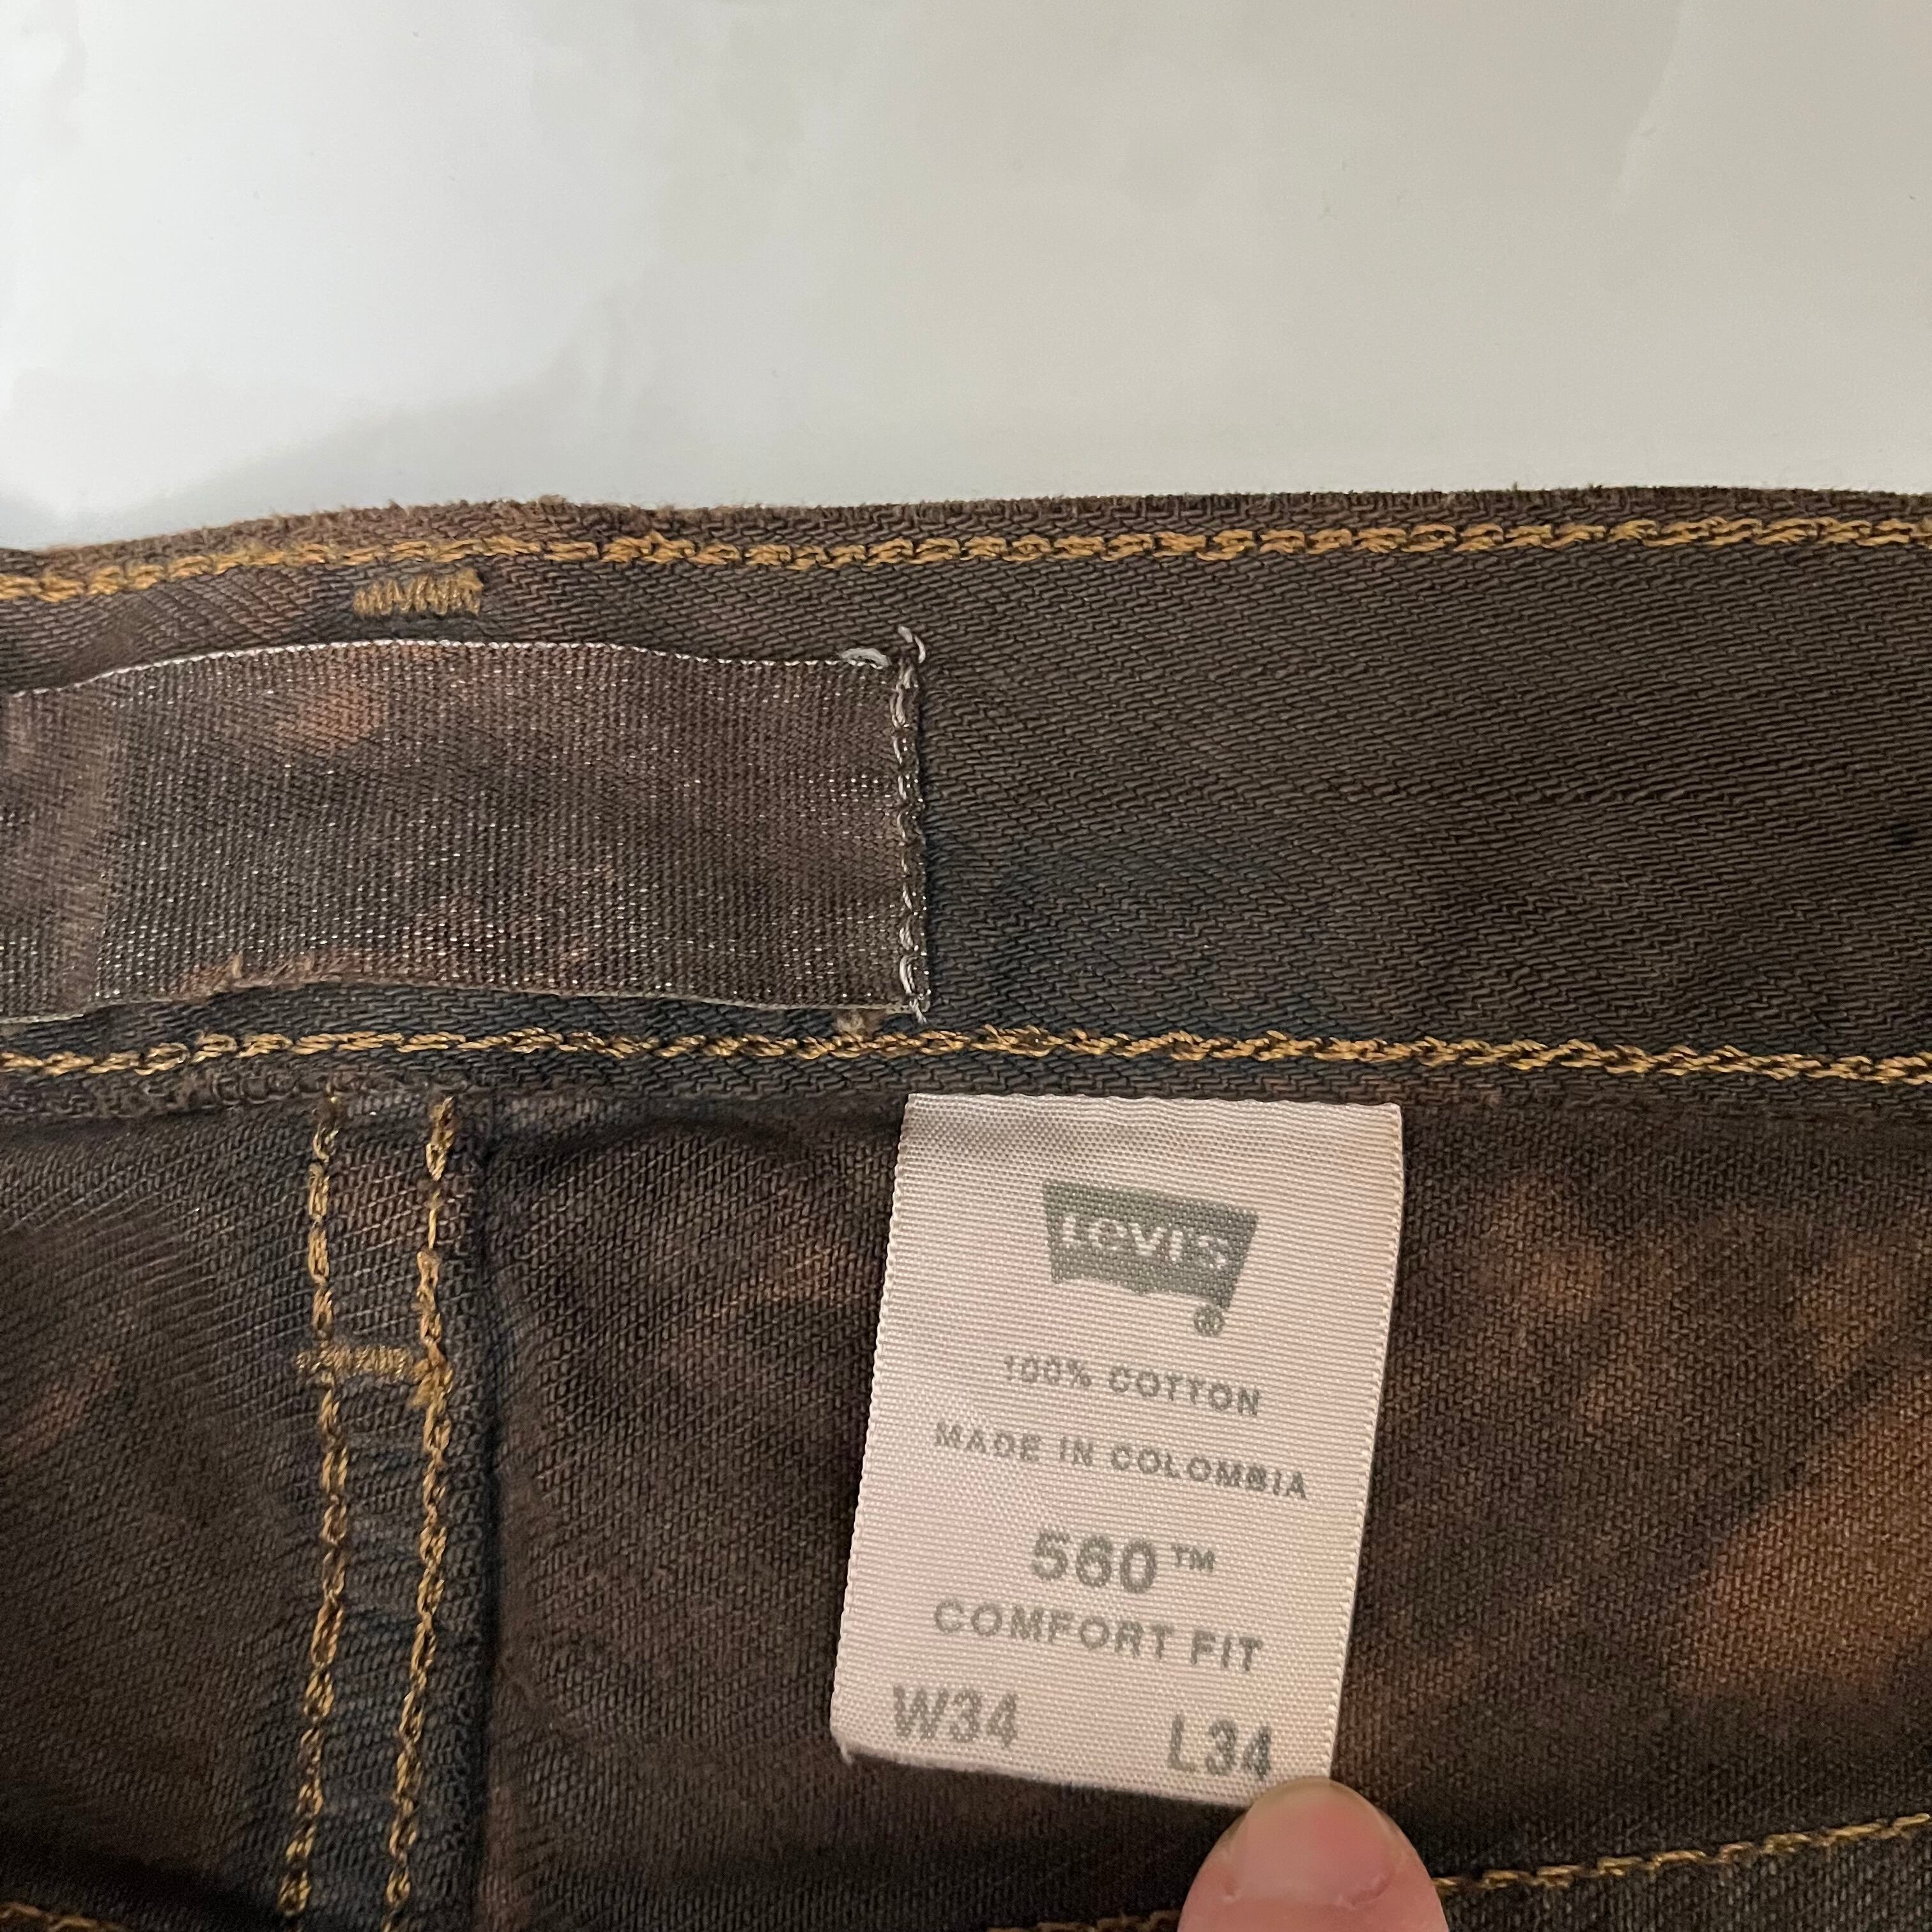 Levi's
®
100% COTTON
MADE IN COLOMBIA
560™
COMFORT FIT
W34 L34